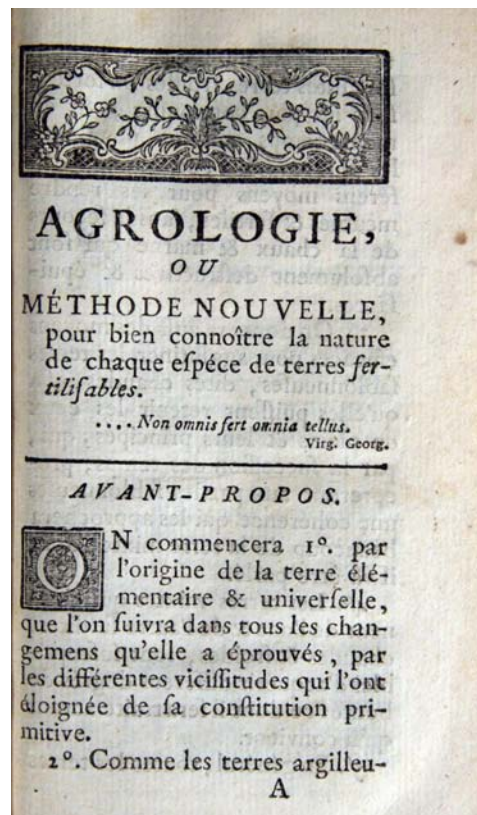 AGROLOGIE,
OU
MÉTHODE NOUVELLE,
pour bien connoître la nature
de chaque eſpéce de terres fer-
tiliſables.
....Non omnis fert omnia tellus.
Virg. Georg.
AVANT-PROPOS.
ON commencera 1°. par
l'origine de la terre élé-
mentaire & univerſelle,
que l'on ſuivra dans tous les chan-
gemens qu'elle a éprouvés, par
les différentes viciſſitudes qui l'ont
éloignée de ſa conſtitution pri-
mitive.
2°. Comme les terres argilleu-
A